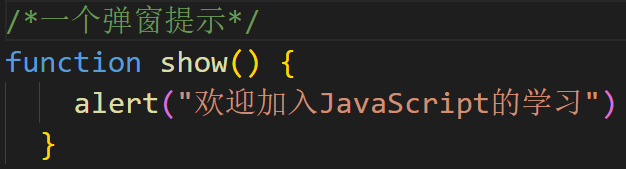 /*一个弹窗提示*/
function show() {
alert("欢迎加入JavaScript的学习")
}